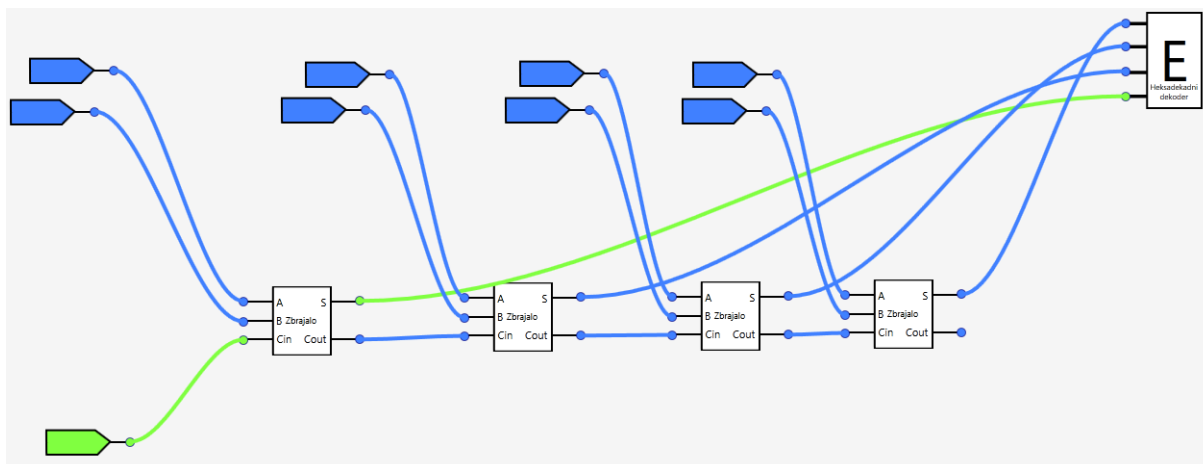 E
Heksadekadni
dekoder
A S
B Zbrajalo
Cin Cout
A S
B Zbrajalo
Cin Cout
A S
B Zbrajalo
Cin Cout
A S
B Zbrajalo
Cin Cout